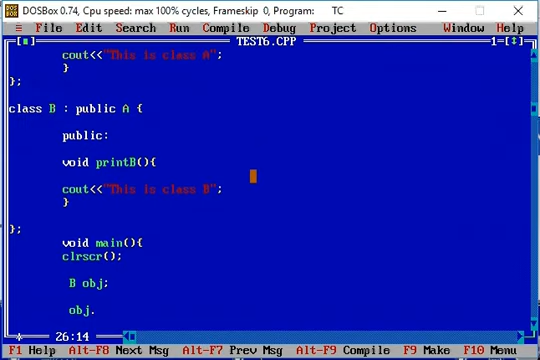 DOSBox 0.74, Cpu speed: max 100% cycles, Frameskip 0, Program: TC
≡ File Edit Search Run Compile Debug Project Options Window Help
TEST6.CPP 1=[↕]
cout<<"This is class A";
}
};
class B : public A {
public:
void printB(){
cout<<"This is class B";
}
};
void main(){
clrscr();
B obj;
obj.
26:14
F1 Help Alt-F8 Next Msg Alt-F7 Prev Msg Alt-F9 Compile F9 Make F10 Menu